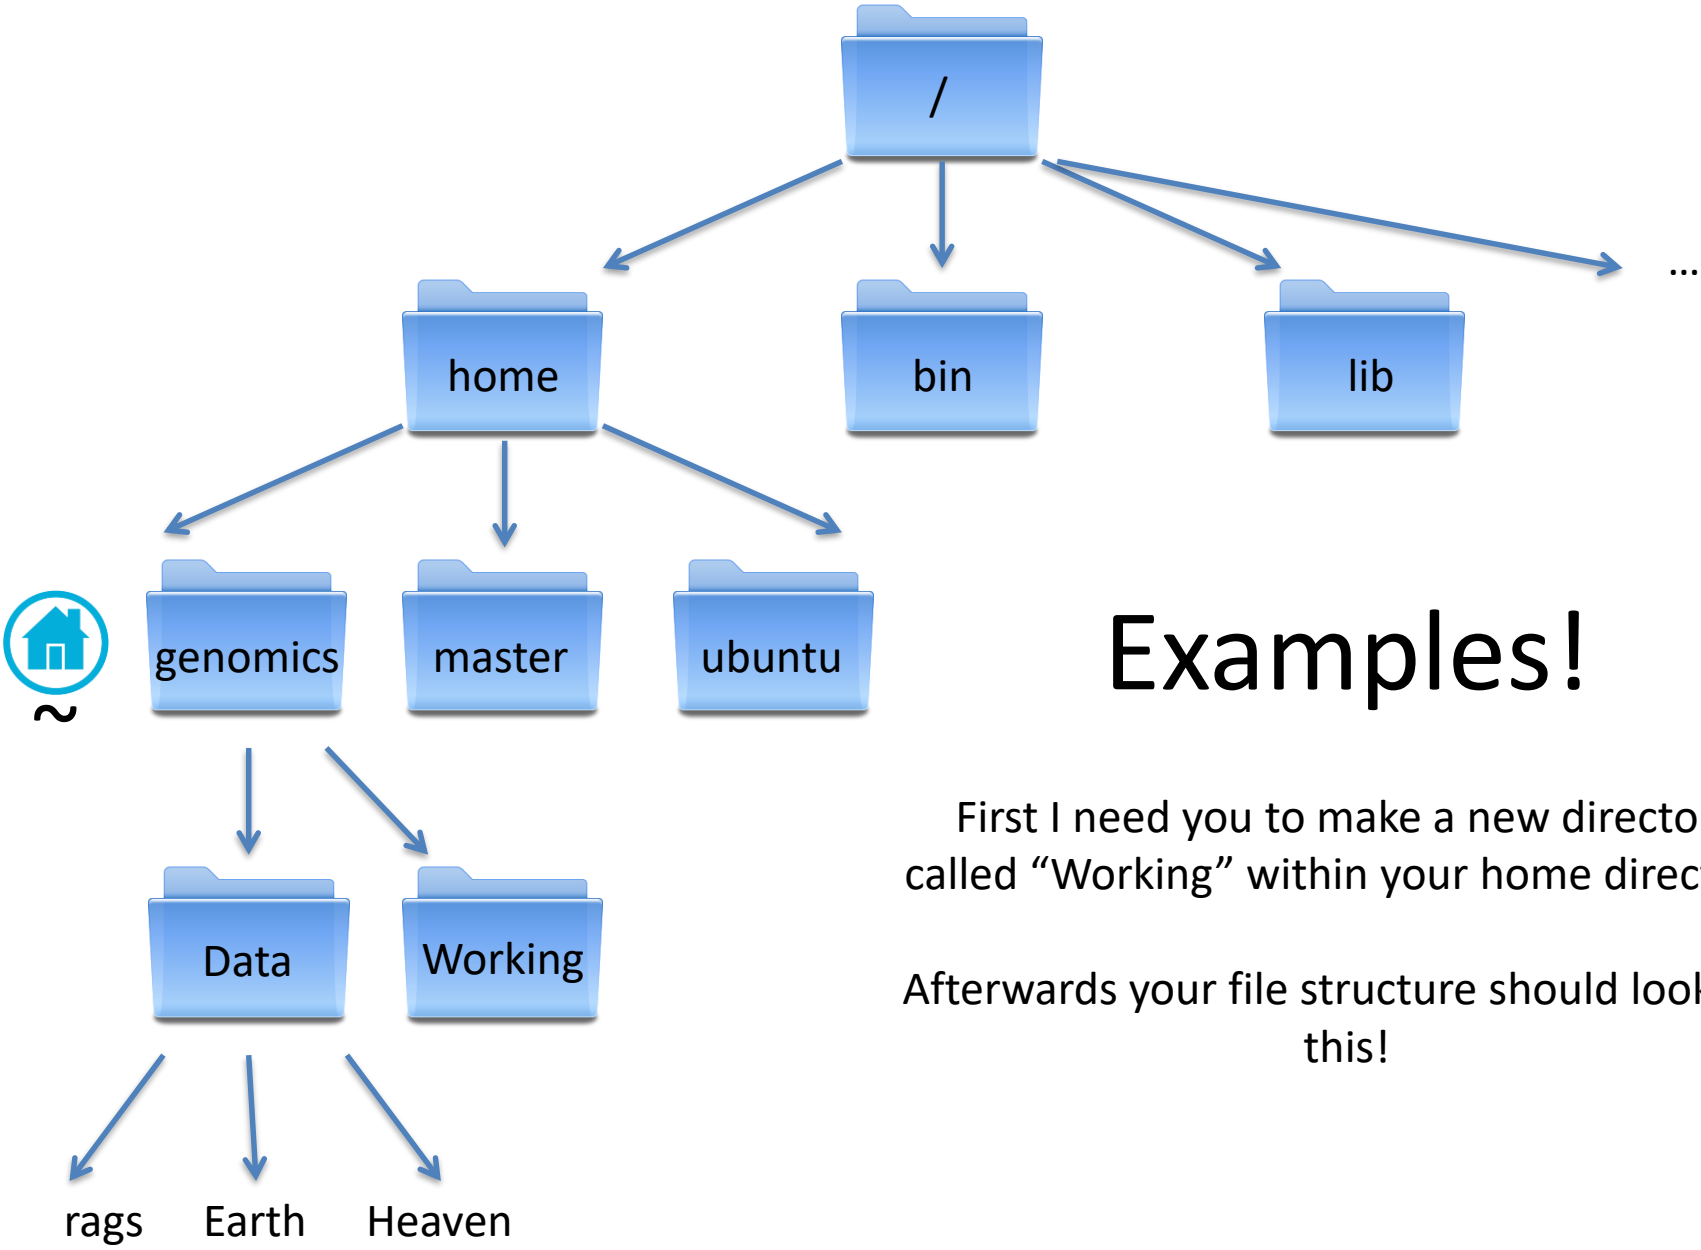 /
...
home
bin
lib
genomics
master
ubuntu
~
Examples!
First I need you to make a new directo
called “Working” within your home direc
Data
Working
Afterwards your file structure should look
this!
rags
Earth
Heaven